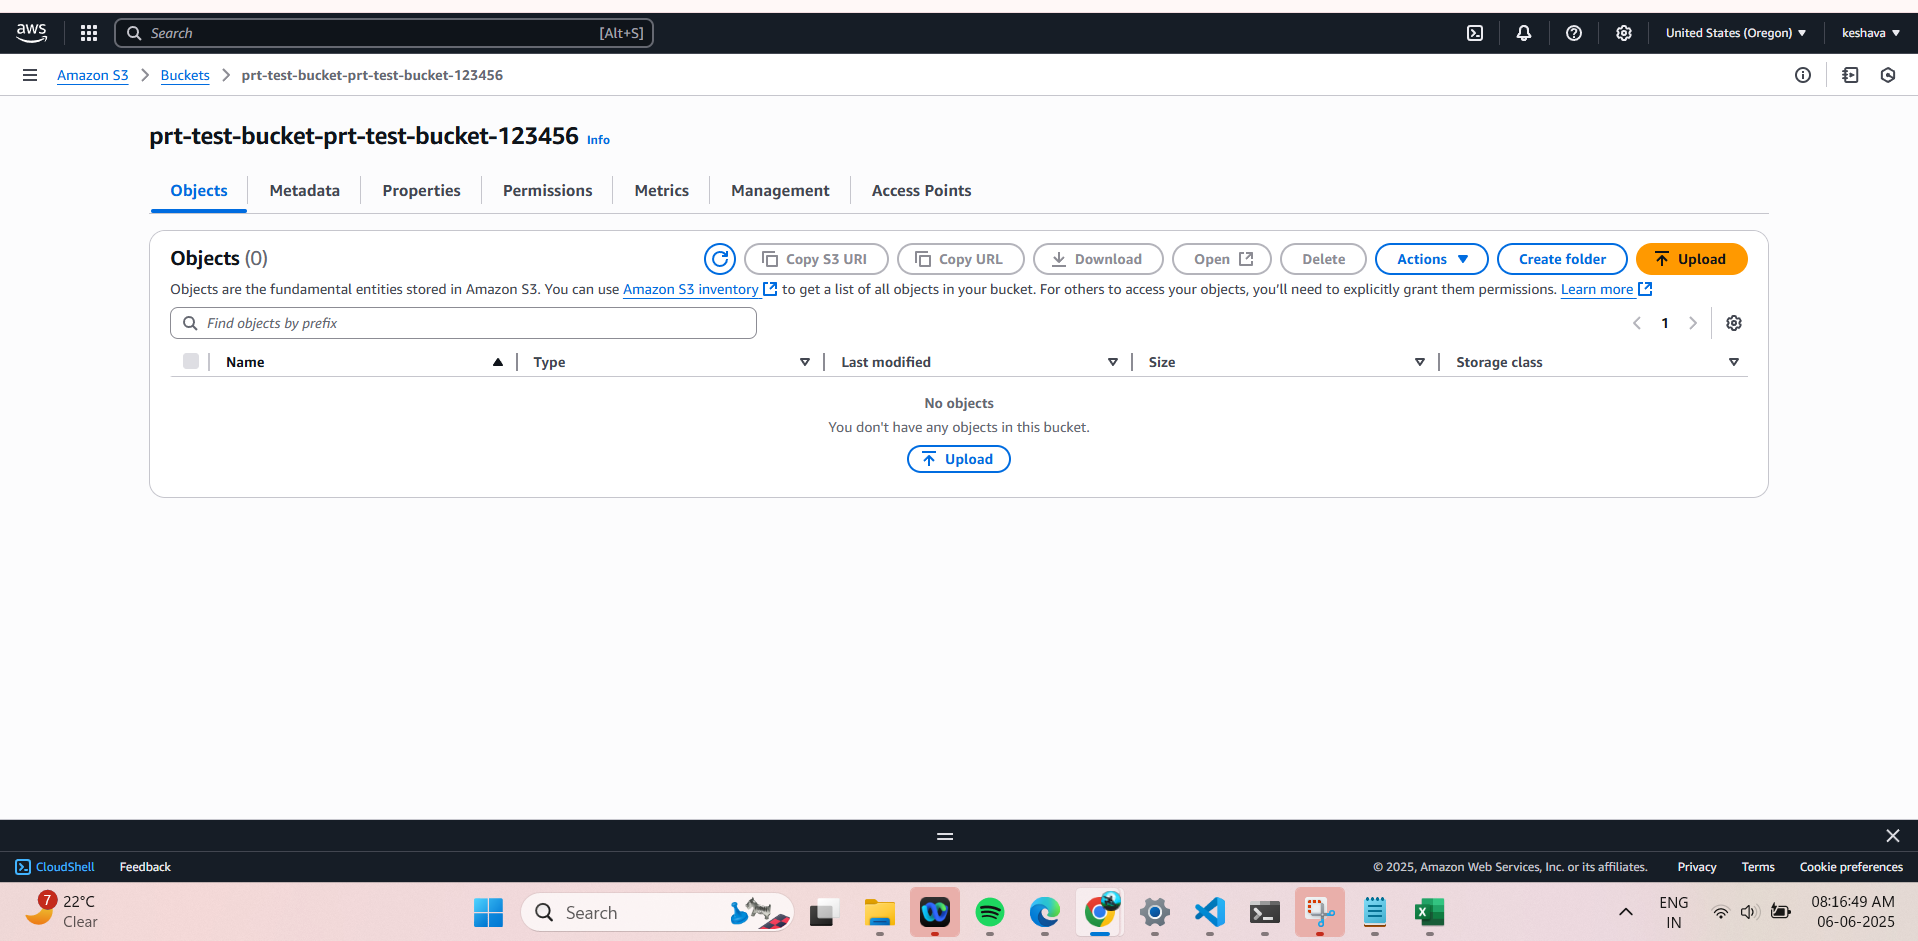 aws
Search [Alt+S]
United States (Oregon) keshava
Amazon S3 Buckets prt-test-bucket-prt-test-bucket-123456
prt-test-bucket-prt-test-bucket-123456 Info
Objects Metadata Properties Permissions Metrics Management Access Points
Objects (0) Copy S3 URI Copy URL Download Open Delete Actions Create folder Upload
Objects are the fundamental entities stored in Amazon S3. You can use Amazon S3 inventory to get a list of all objects in your bucket. For others to access your objects, you’ll need to explicitly grant them permissions. Learn more
Find objects by prefix 1
Name Type Last modified Size Storage class
No objects
You don't have any objects in this bucket.
Upload
CloudShell Feedback © 2025, Amazon Web Services, Inc. or its affiliates. Privacy Terms Cookie preferences
7 22°C
Clear
Search
ENG
IN
08:16:49 AM
06-06-2025